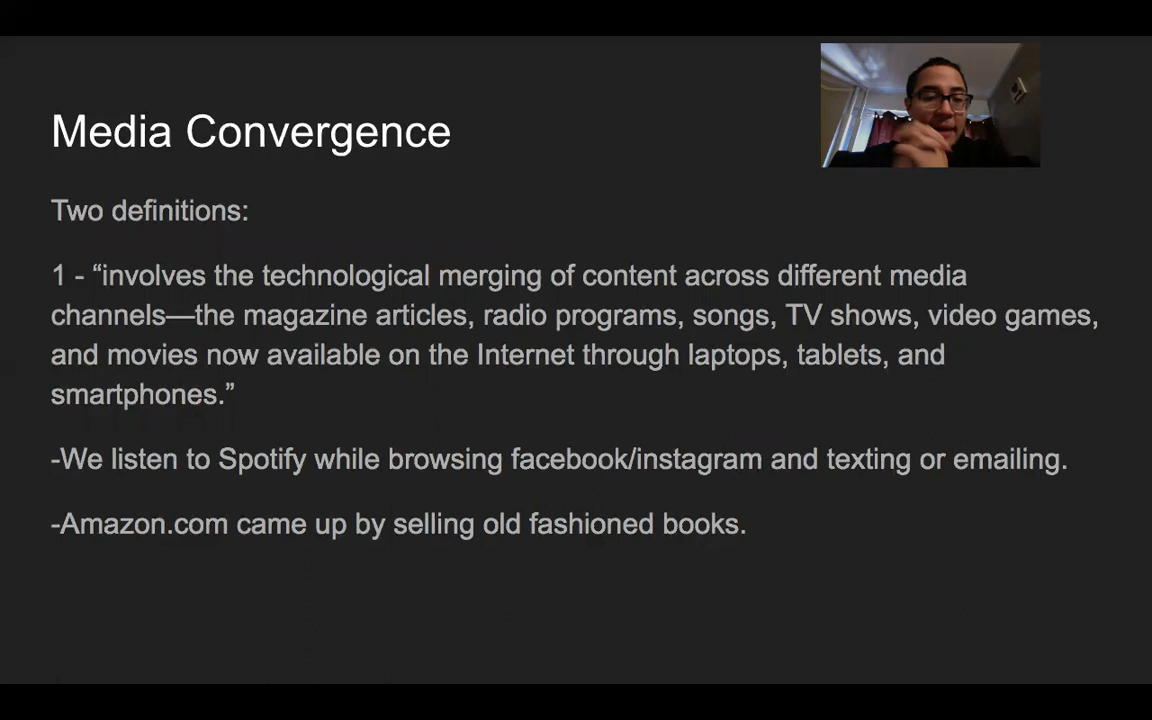 Media Convergence
Two definitions:
1 - “involves the technological merging of content across different media
channels—the magazine articles, radio programs, songs, TV shows, video games,
and movies now available on the Internet through laptops, tablets, and
smartphones.”
-We listen to Spotify while browsing facebook/instagram and texting or emailing.
-Amazon.com came up by selling old fashioned books.